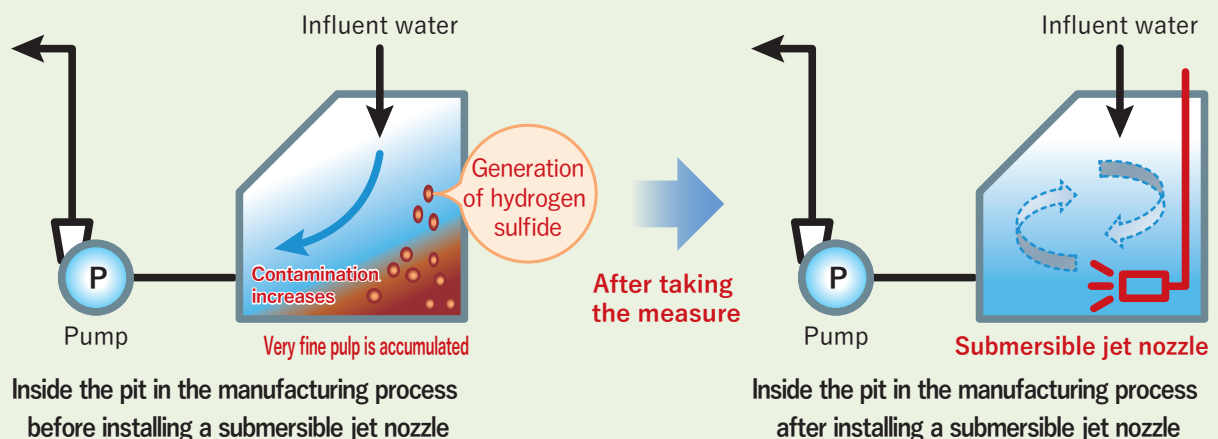 Influent water
Generation
of hydrogen
sulfide
Contamination
increases
P
Pump
Very fine pulp is accumulated
Inside the pit in the manufacturing process
before installing a submersible jet nozzle
After taking
the measure
Influent water
P
Pump
Submersible jet nozzle
Inside the pit in the manufacturing process
after installing a submersible jet nozzle